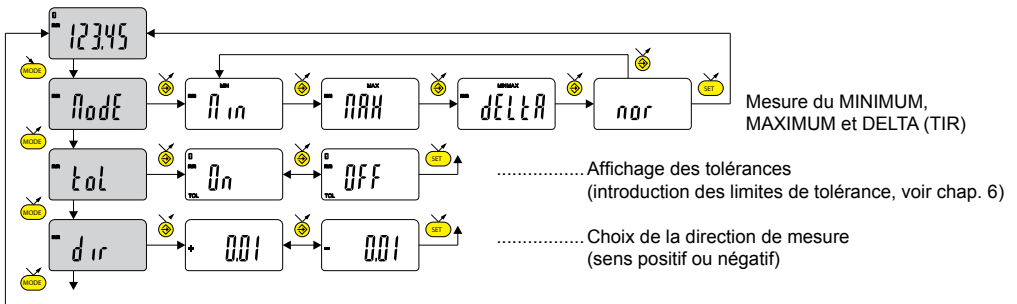 123.45
MODE
ModE
MIN
Min
MAX
MAX
MINMAX
dELtA
nor
SET
Mesure du MINIMUM,
MAXIMUM et DELTA (TIR)
MODE
toL
On
TOL
OFF
TOL
SET
.................Affichage des tolérances
(introduction des limites de tolérance, voir chap. 6)
MODE
dir
+ 0.01
- 0.01
SET
.................Choix de la direction de mesure
(sens positif ou négatif)
MODE